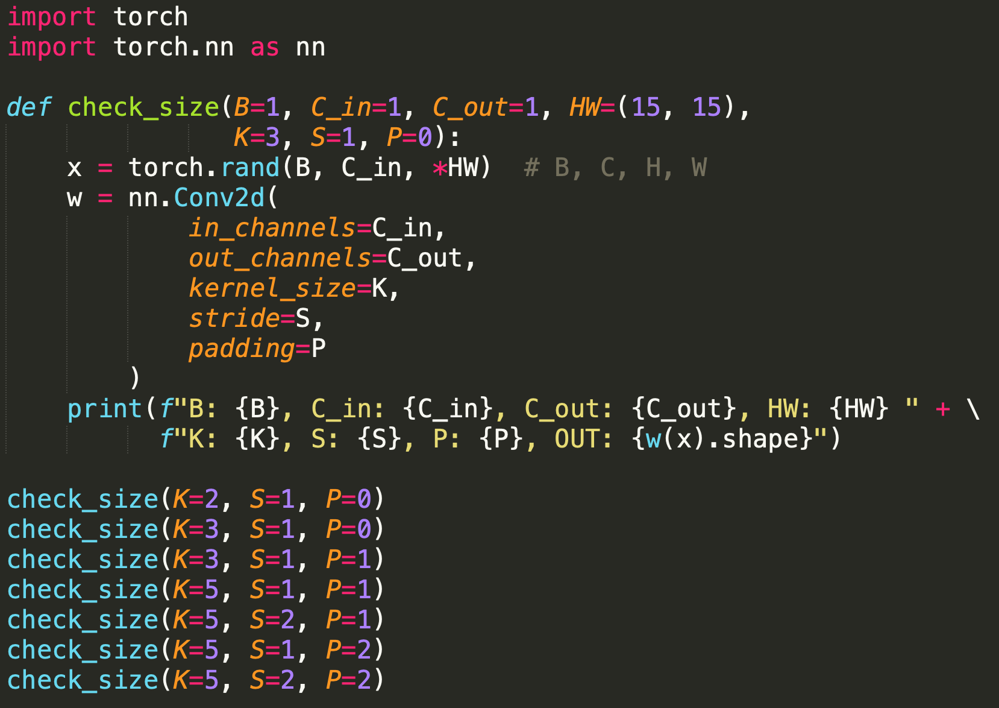 import torch
import torch.nn as nn

def check_size(B=1, C_in=1, C_out=1, HW=(15, 15),
               K=3, S=1, P=0):
    x = torch.rand(B, C_in, *HW)  # B, C, H, W
    w = nn.Conv2d(
            in_channels=C_in,
            out_channels=C_out,
            kernel_size=K,
            stride=S,
            padding=P
        )
    print(f"B: {B}, C_in: {C_in}, C_out: {C_out}, HW: {HW} " + \
          f"K: {K}, S: {S}, P: {P}, OUT: {w(x).shape}")

check_size(K=2, S=1, P=0)
check_size(K=3, S=1, P=0)
check_size(K=3, S=1, P=1)
check_size(K=5, S=1, P=1)
check_size(K=5, S=2, P=1)
check_size(K=5, S=1, P=2)
check_size(K=5, S=2, P=2)